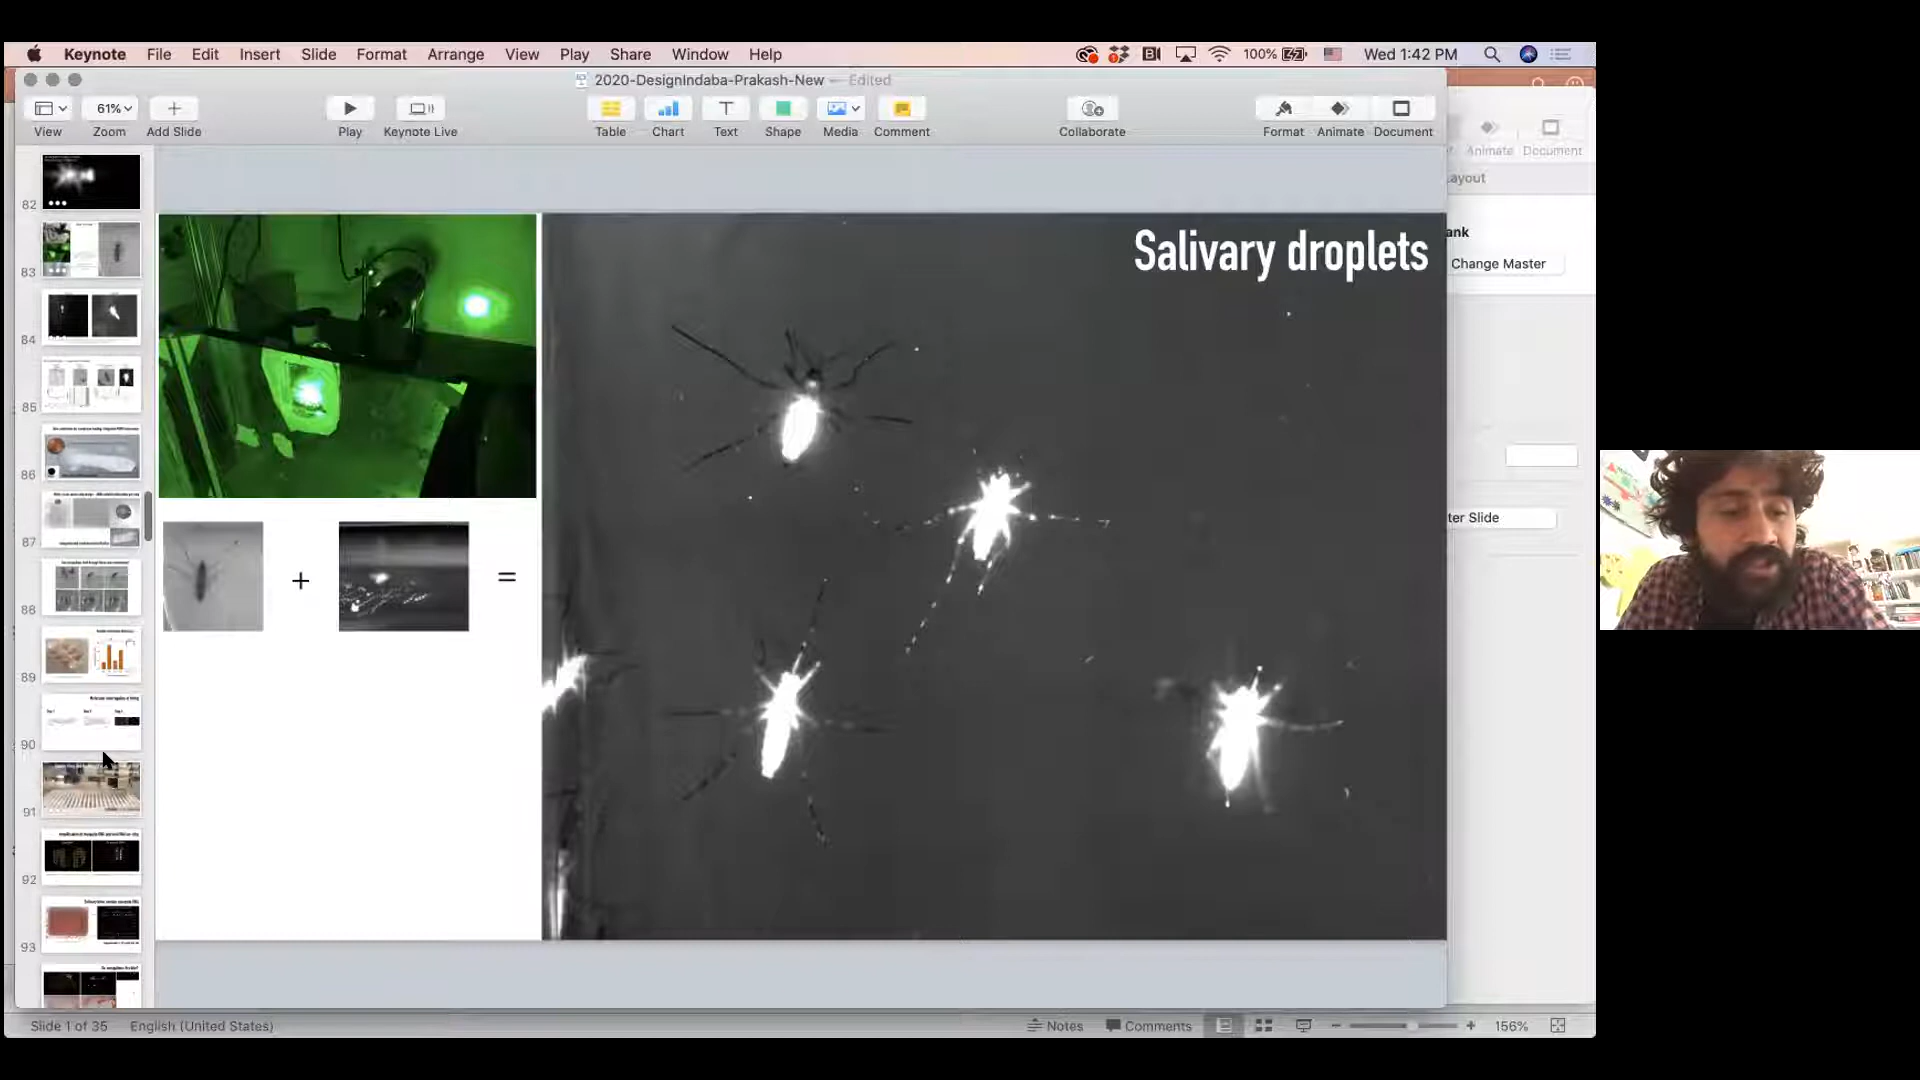 Keynote File Edit Insert Slide Format Arrange View Play Share Window Help 100% Wed 1:42 PM
2020-DesignIndaba-Prakash-New — Edited
61%
View Zoom Add Slide Play Keynote Live Table Chart Text Shape Media Comment Collaborate Format Animate Document
Animate Document
ayout
ank
Change Master
ter Slide
82
83
84
85
86
87
88
89
90
91
92
93
Salivary droplets
+ =
Slide 1 of 35 English (United States) Notes Comments 156%